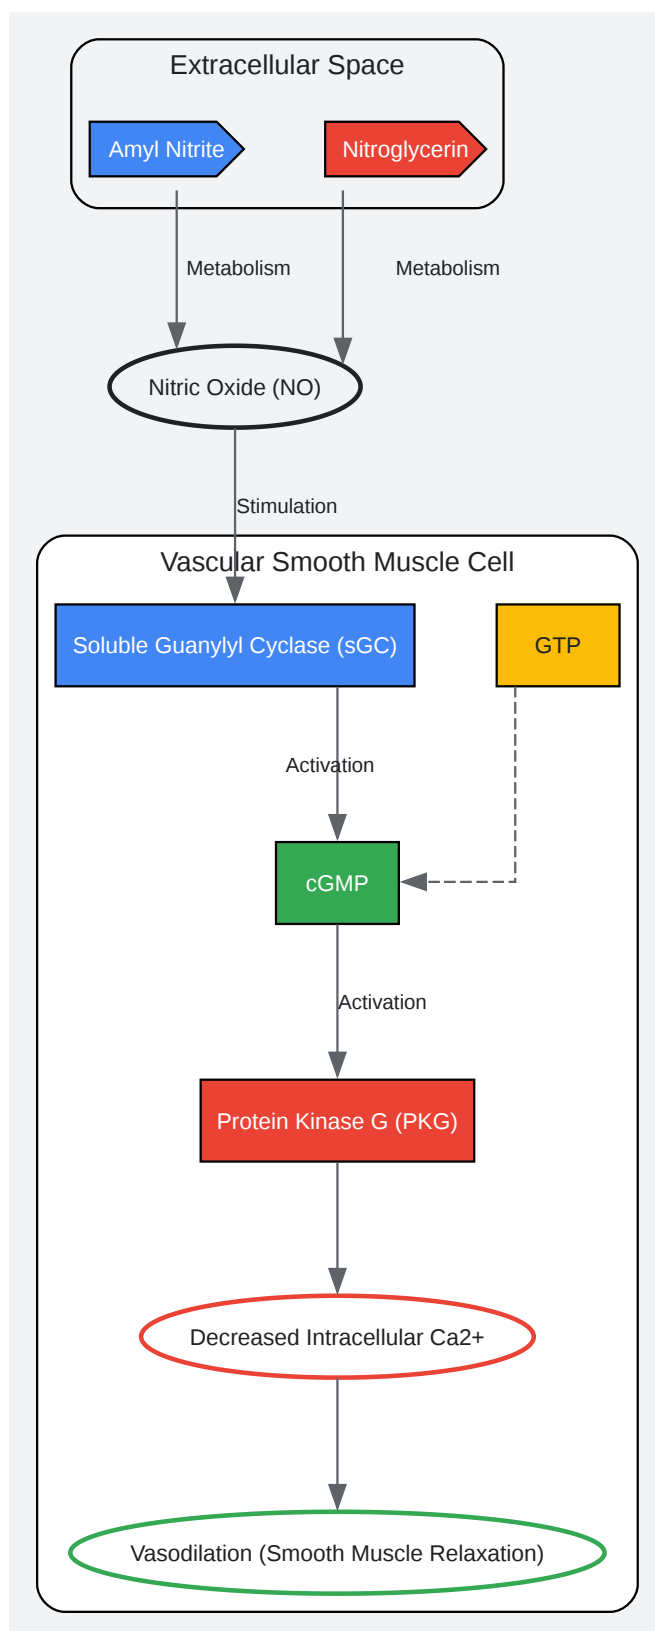 Extracellular Space
Amyl Nitrite
Nitroglycerin
Metabolism
Metabolism
Nitric Oxide (NO)
Stimulation
Vascular Smooth Muscle Cell
Soluble Guanylyl Cyclase (sGC)
GTP
Activation
cGMP
Activation
Protein Kinase G (PKG)
Decreased Intracellular Ca2+
Vasodilation (Smooth Muscle Relaxation)